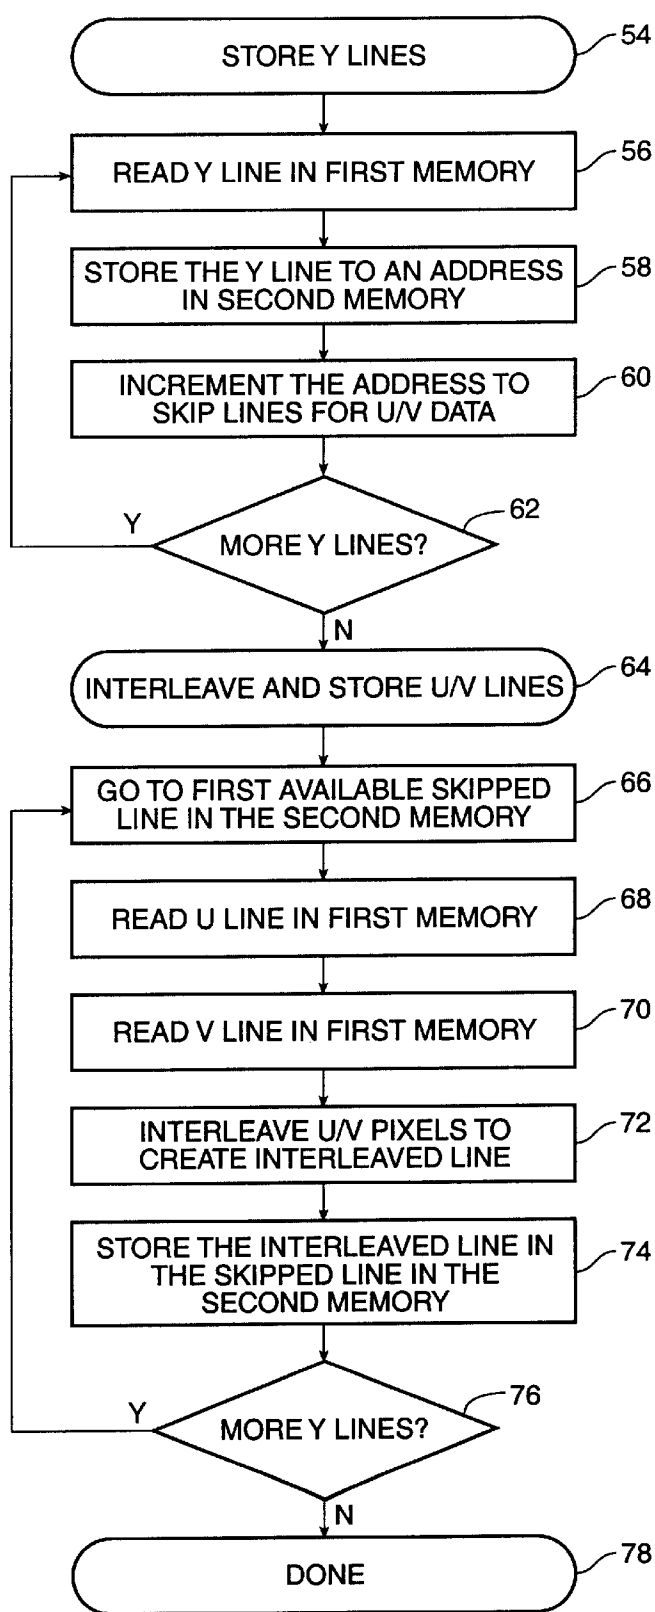 STORE Y LINES
54
READ Y LINE IN FIRST MEMORY
56
STORE THE Y LINE TO AN ADDRESS
IN SECOND MEMORY
58
INCREMENT THE ADDRESS TO
SKIP LINES FOR U/V DATA
60
Y
MORE Y LINES?
62
N
INTERLEAVE AND STORE U/V LINES
64
GO TO FIRST AVAILABLE SKIPPED
LINE IN THE SECOND MEMORY
66
READ U LINE IN FIRST MEMORY
68
READ V LINE IN FIRST MEMORY
70
INTERLEAVE U/V PIXELS TO
CREATE INTERLEAVED LINE
72
STORE THE INTERLEAVED LINE IN
THE SKIPPED LINE IN THE
SECOND MEMORY
74
Y
MORE Y LINES?
76
N
DONE
78